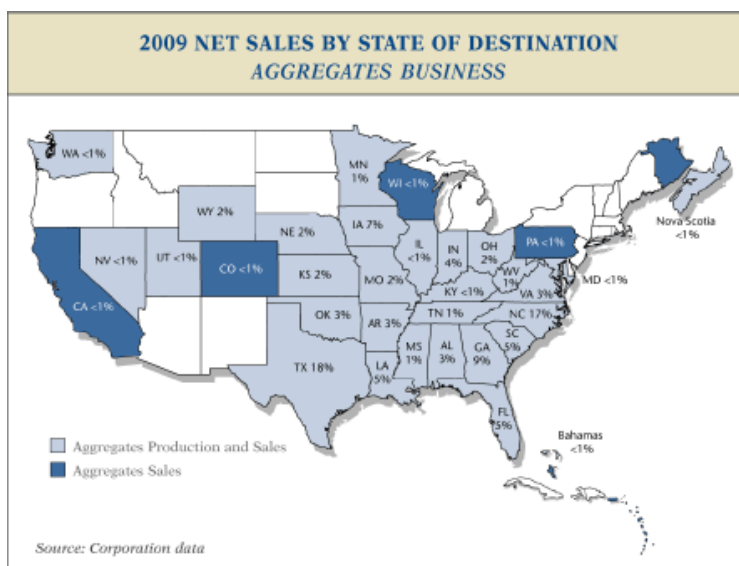 2009 NET SALES BY STATE OF DESTINATION
AGGREGATES BUSINESS
WA <1%
MN
1%
WI <1%
WY 2%
IA 7%
NE 2%
NV <1%
UT <1%
CO <1%
CA <1%
KS 2%
MO 2%
IL
<1%
IN
4%
OH
2%
PA <1%
Nova Scotia
<1%
WV
1%
MD <1%
VA 3%
KY <1%
NC 17%
TN 1%
OK 3%
AR 3%
SC
5%
MS
1%
AL
3%
GA
9%
TX 18%
LA
5%
FL
5%
Bahamas
<1%
Aggregates Production and Sales
Aggregates Sales
Source: Corporation data